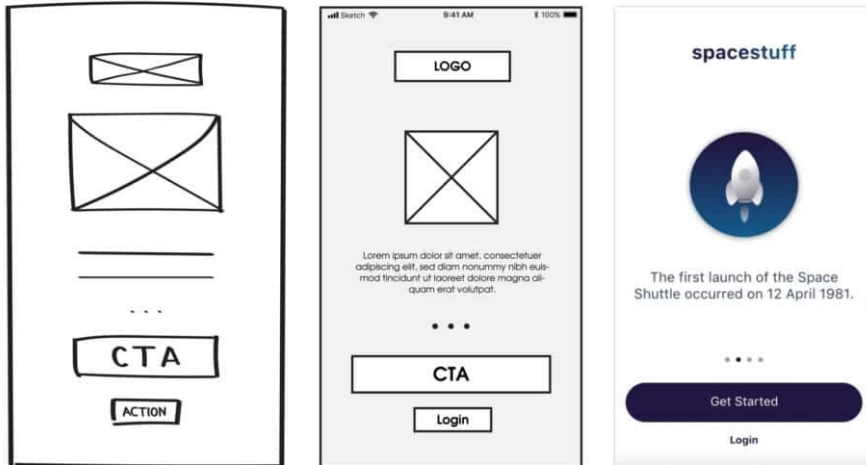 CTA
ACTION
Sketch
9:41 AM
100%
LOGO
Lorem ipsum dolor sit amet, consectetuer
adipiscing elit, sed diam nonummy nibh euis-
mod tincidunt ut laoreet dolore magna ali-
quam erat volutpat.
CTA
Login
spacestuff
The first launch of the Space
Shuttle occurred on 12 April 1981.
Get Started
Login